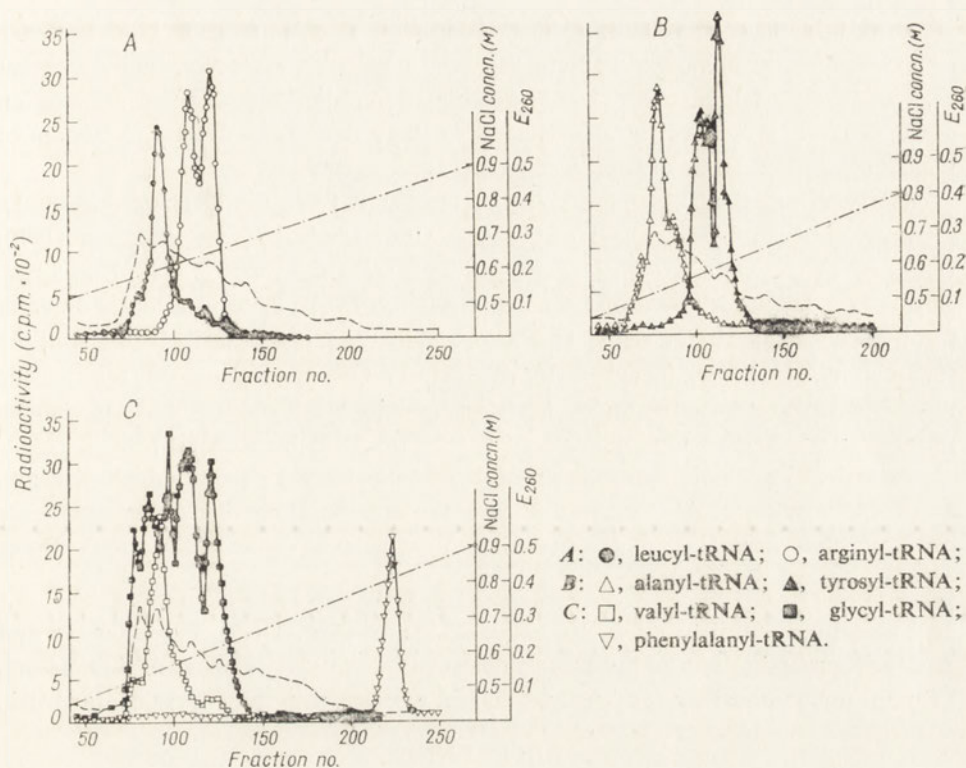 A
B
Radioactivity (c.p.m. · 10⁻²)
35
30
25
20
15
10
5
0
50 100 150 200 250
Fraction no.
NaCl concn. (M)
0.9
0.8
0.7
0.6
0.5
E260
0.5
0.4
0.3
0.2
0.1
50 100 150 200
Fraction no.
NaCl concn. (M)
0.9
0.8
0.7
0.6
0.5
E260
0.5
0.4
0.3
0.2
0.1
C
35
30
25
20
15
10
5
0
50 100 150 200 250
Fraction no.
NaCl concn. (M)
0.9
0.8
0.7
0.6
0.5
E260
0.5
0.4
0.3
0.2
0.1
A: ●, leucyl-tRNA; ○, arginyl-tRNA;
B: △, alanyl-tRNA; ▲, tyrosyl-tRNA;
C: □, valyl-tRNA; ■, glycyl-tRNA;
▽, phenylalanyl-tRNA.